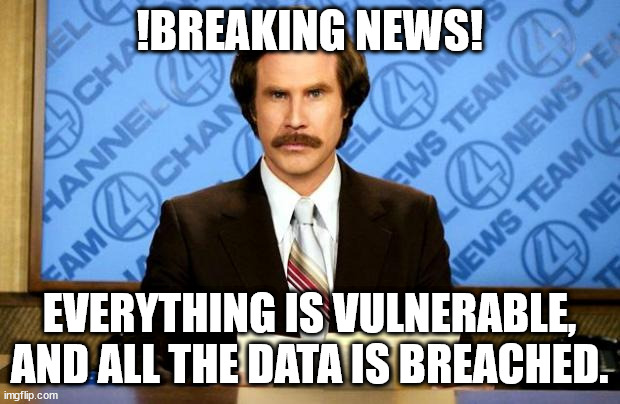 !BREAKING NEWS!
EVERYTHING IS VULNERABLE,
AND ALL THE DATA IS BREACHED.
CHANNEL 4 NEWS TEAM
imgflip.com